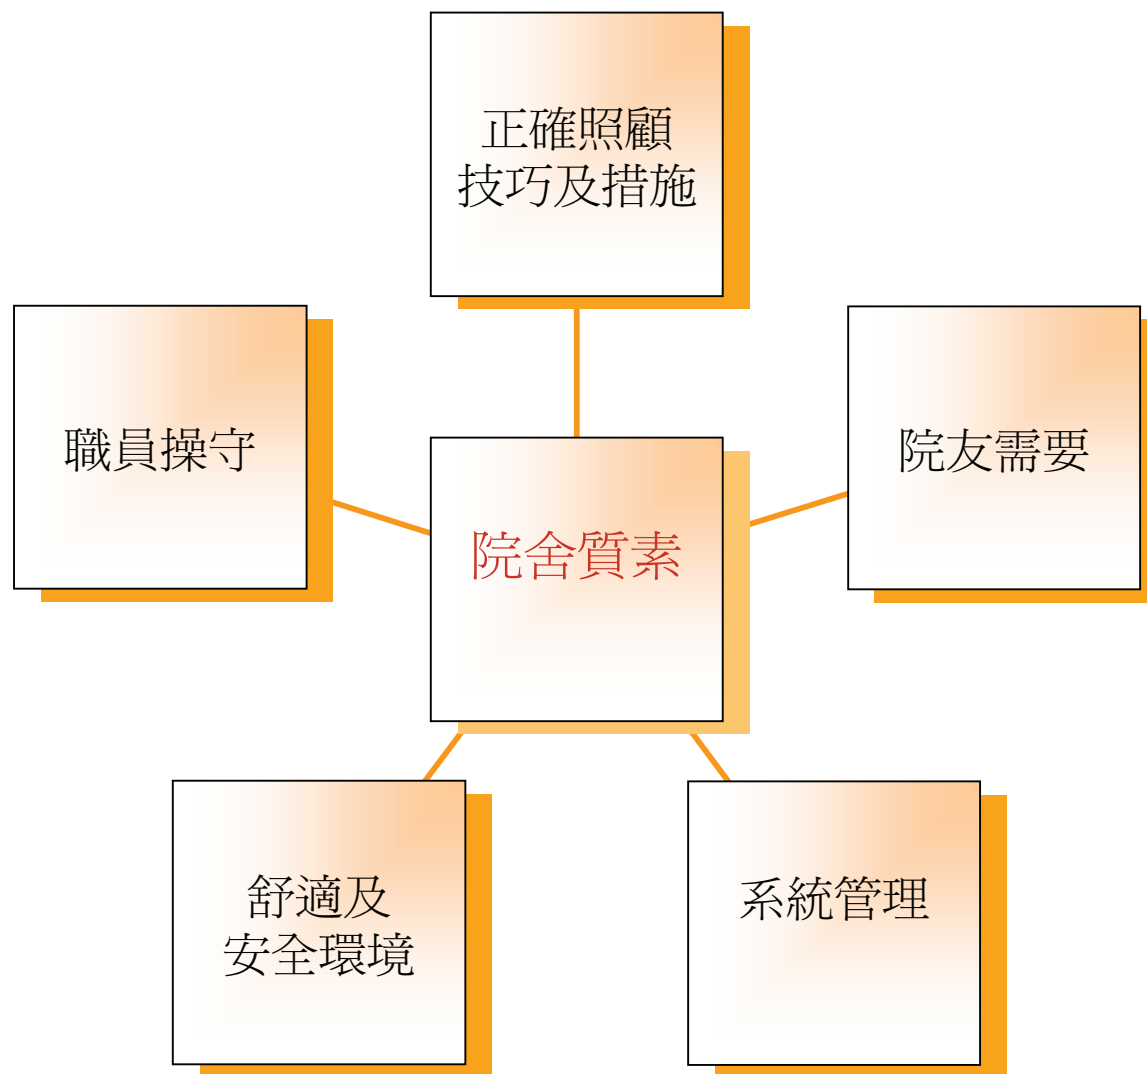 正確照顧
技巧及措施
職員操守
院友需要
院舍質素
舒適及
安全環境
系統管理